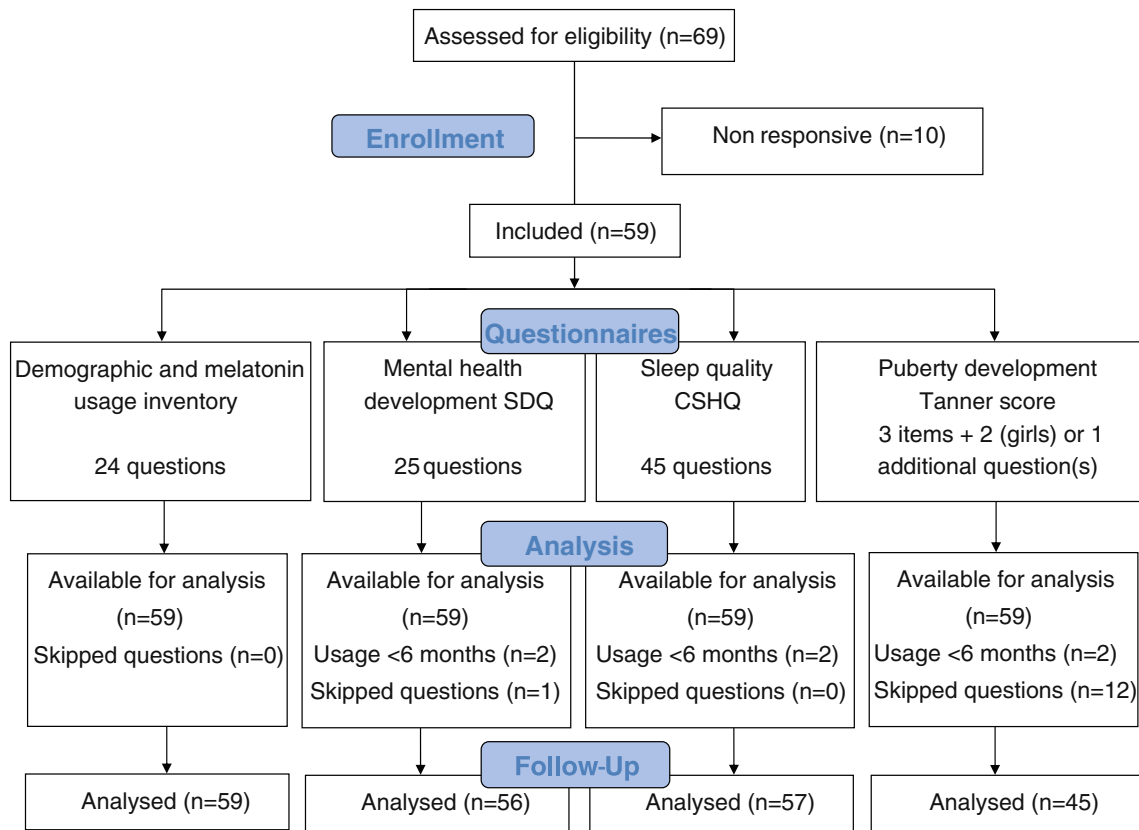 Assessed for eligibility (n=69)
Enrollment
Non responsive (n=10)
Included (n=59)
Questionnaires
Demographic and melatonin
usage inventory
24 questions
Mental health
development SDQ
25 questions
Sleep quality
CSHQ
45 questions
Puberty development
Tanner score
3 items + 2 (girls) or 1
additional question(s)
Analysis
Available for analysis
(n=59)
Skipped questions (n=0)
Available for analysis
(n=59)
Usage <6 months (n=2)
Skipped questions (n=1)
Available for analysis
(n=59)
Usage <6 months (n=2)
Skipped questions (n=0)
Available for analysis
(n=59)
Usage <6 months (n=2)
Skipped questions (n=12)
Follow-Up
Analysed (n=59)
Analysed (n=56)
Analysed (n=57)
Analysed (n=45)